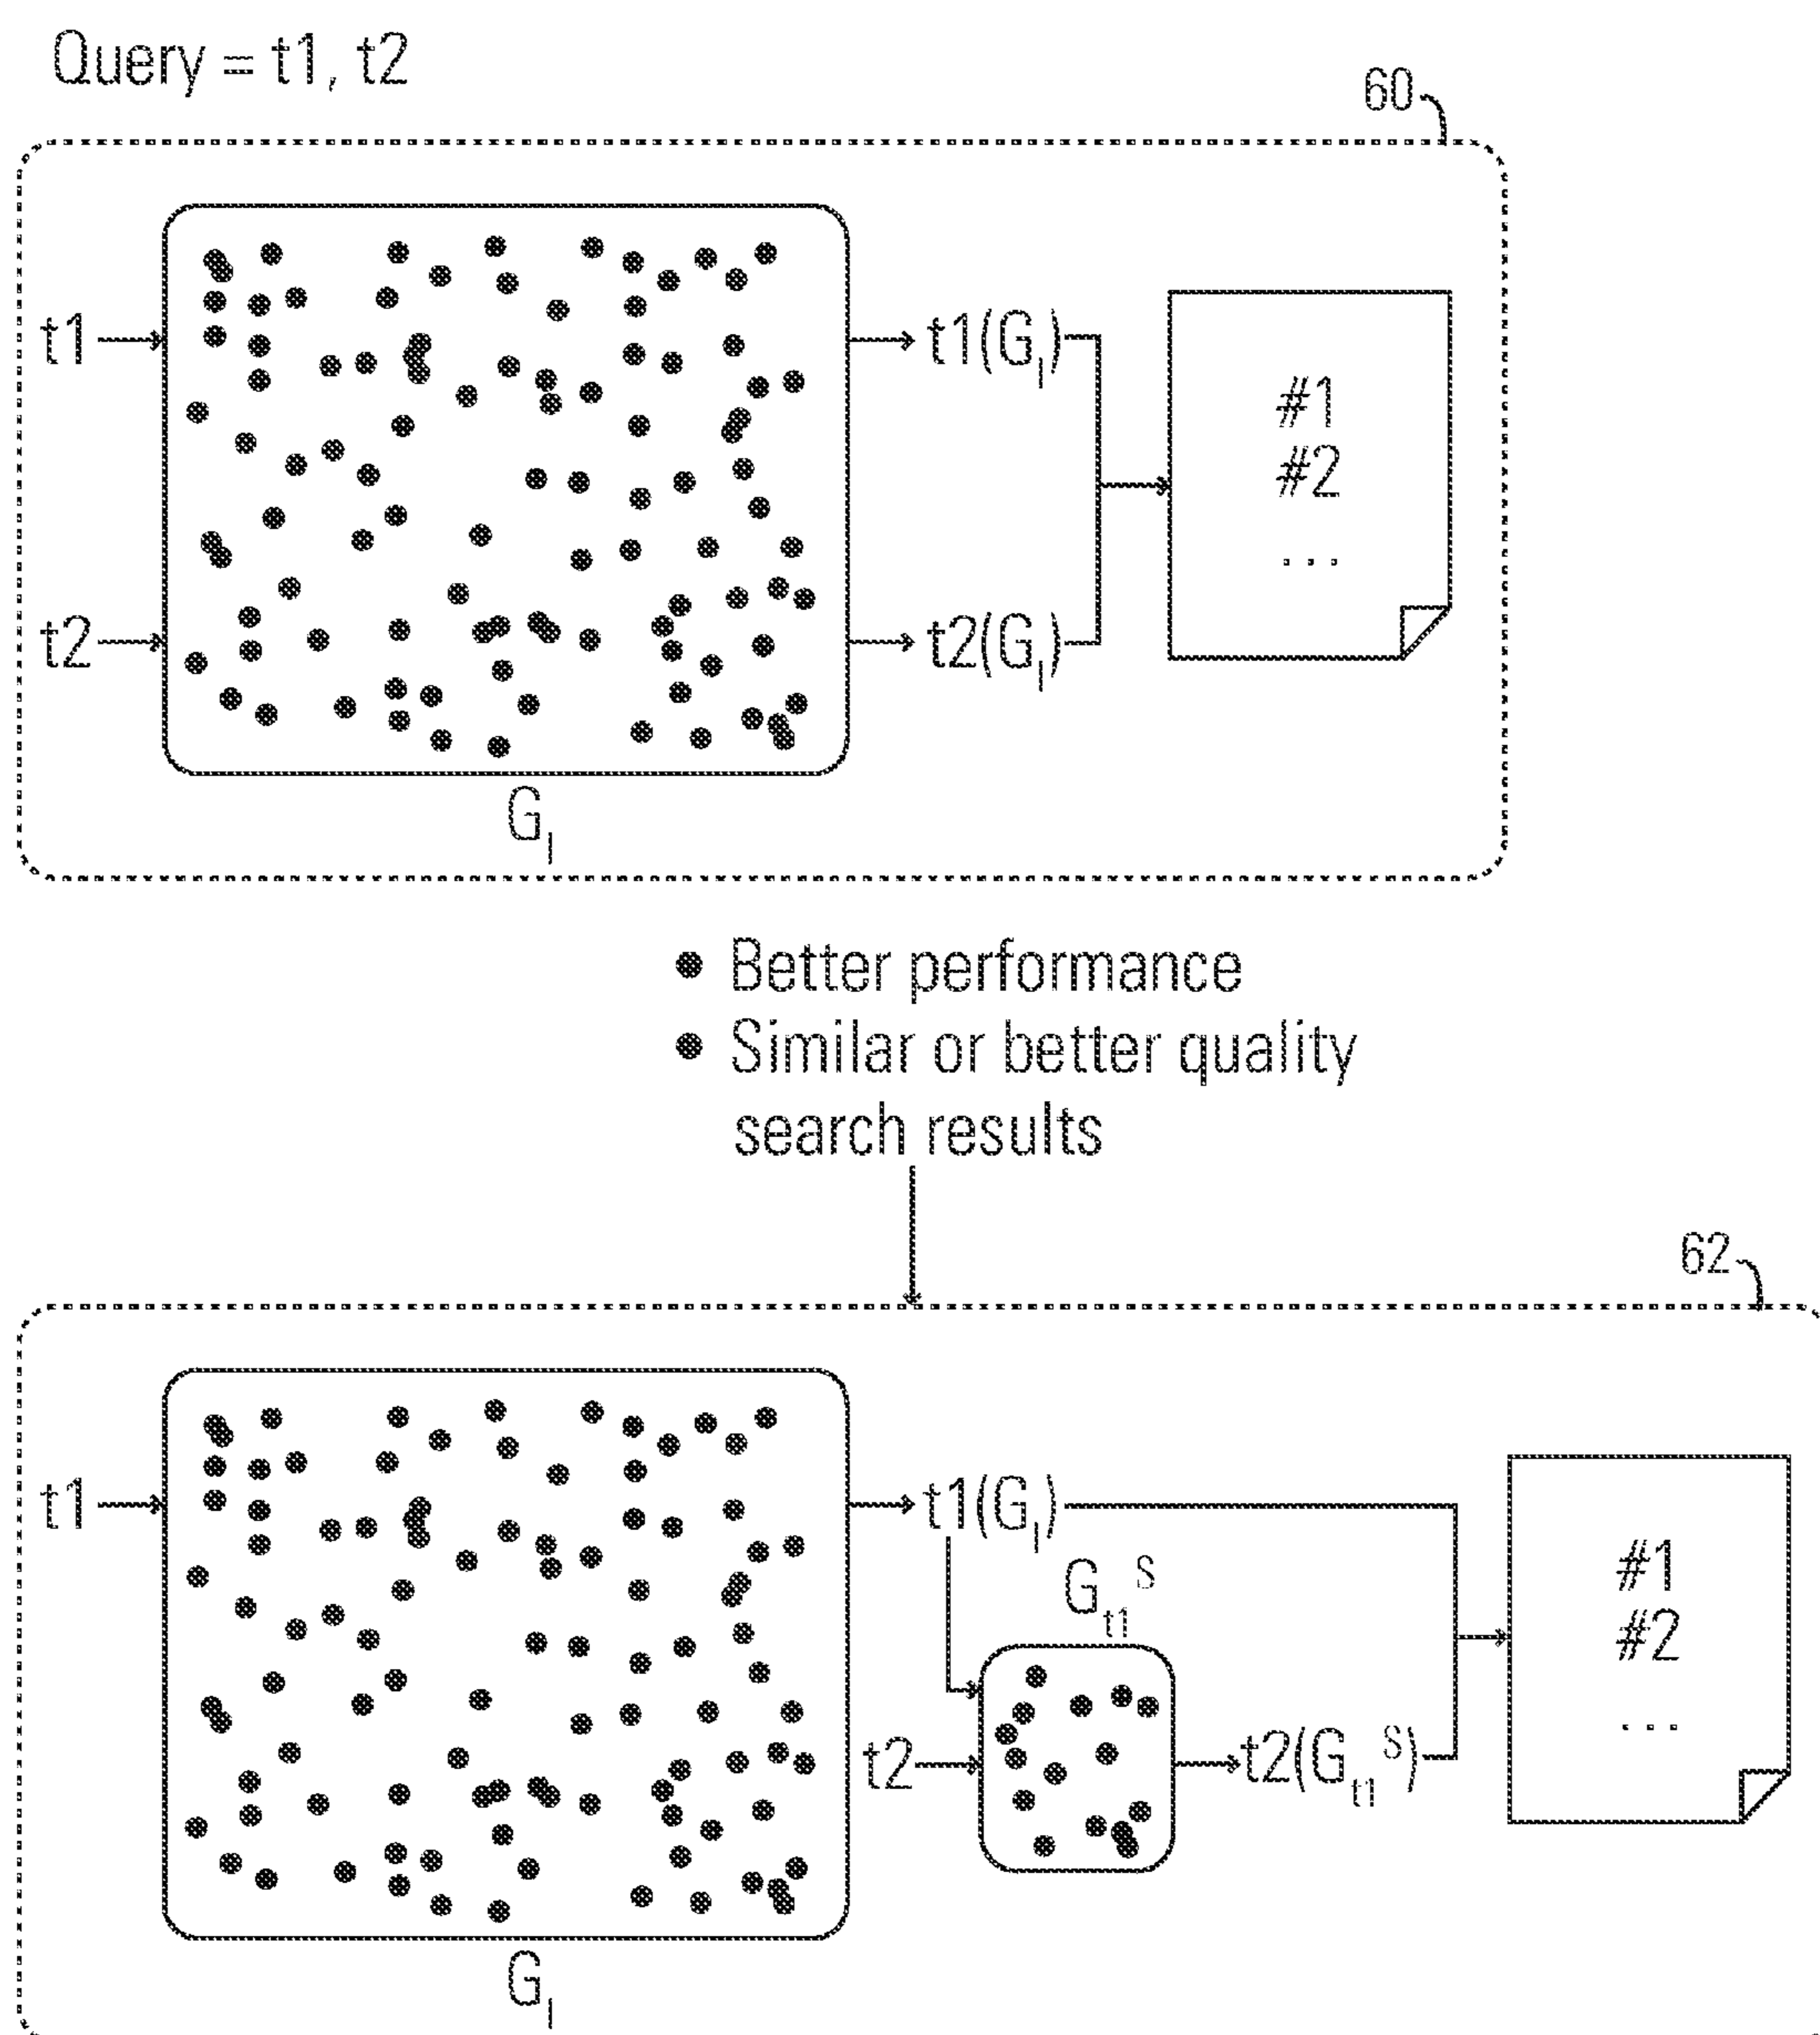 Query = t1, t2
60
t1
t1(G_I)
#1
#2
...
t2
t2(G_I)
G_I
• Better performance
• Similar or better quality
search results
62
t1
t1(G_I)
G_t1^S
#1
#2
...
t2
t2(G_t1^S)
G_I